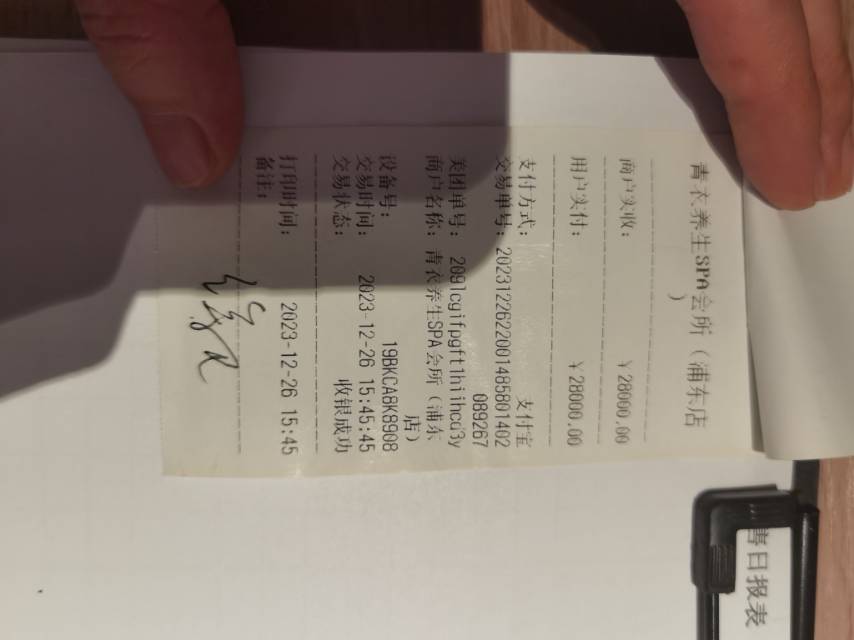 青衣养生SPA会所（浦东店
）
商户实收： ￥28000.00
用户实付： ￥28000.00
支付方式： 支付宝
交易单号：2023122622001485801402
089267
美团单号：209lcgifpgft1hiihcd3y
商户名称：青衣养生SPA会所（浦东
店）
设备号： 19BKCA8K8908
交易时间： 2023-12-26 15:45:45
交易状态： 收银成功
打印时间： 2023-12-26 15:45
备注：
日报表